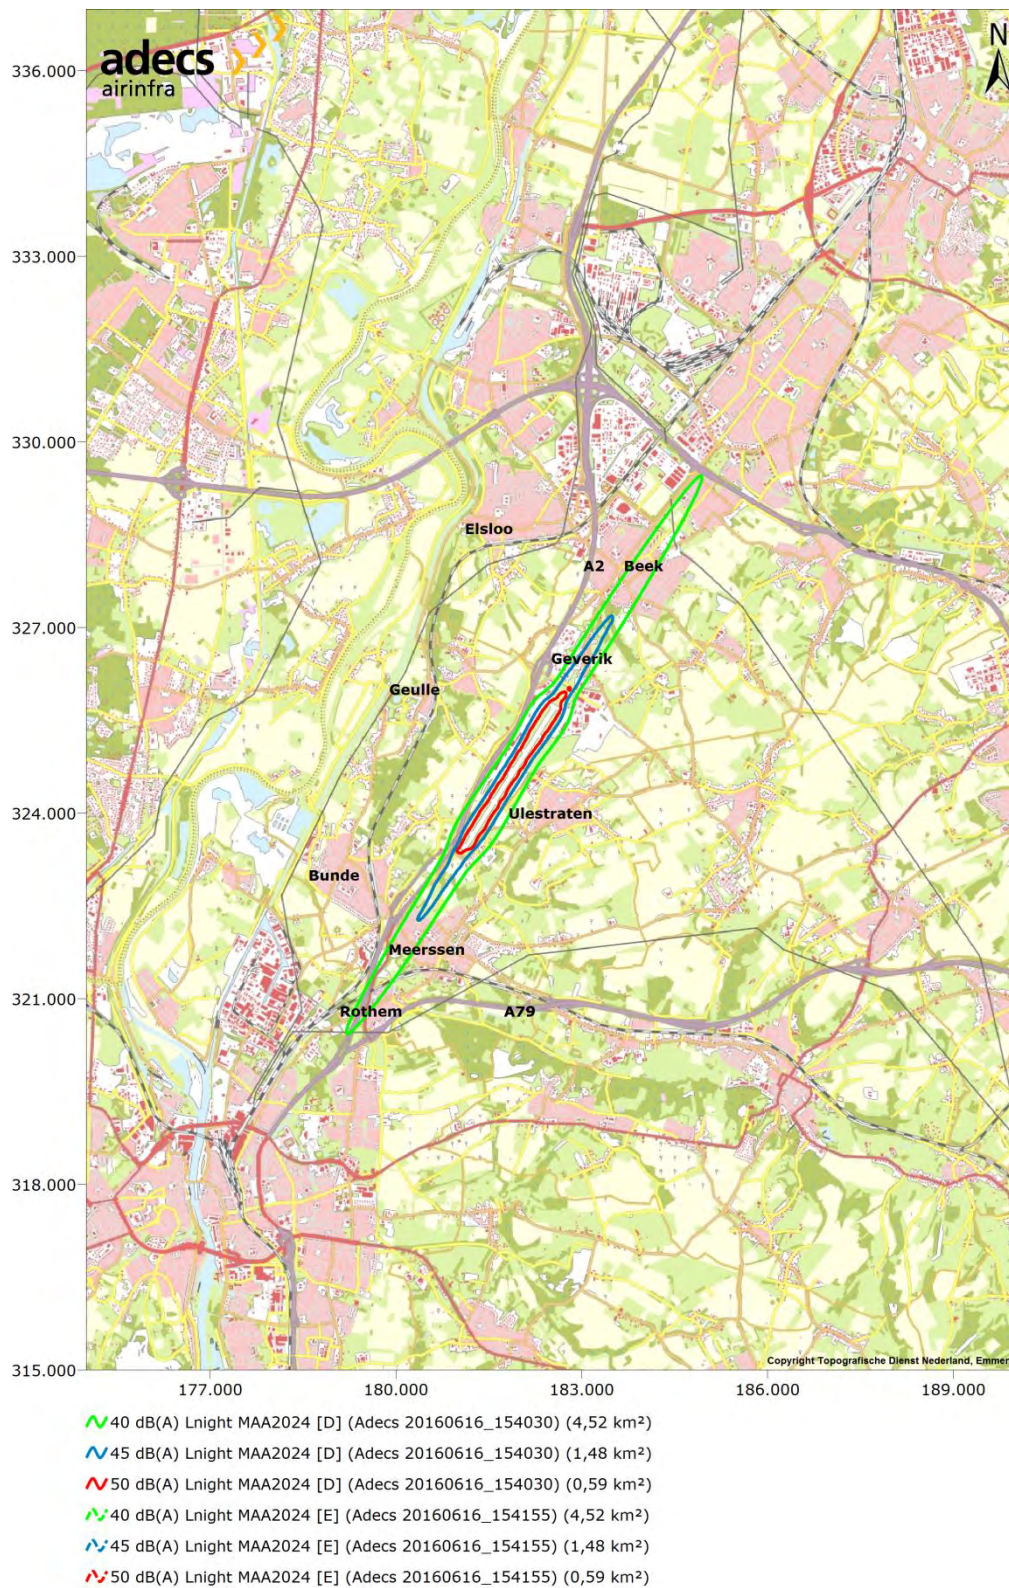 adecs
airinfra
N
336.000
333.000
330.000
Elsloo
A2
Beek
327.000
Geverik
Geulle
324.000
Ulestraten
Bunde
Meerssen
321.000
Rothem
A79
318.000
315.000
Copyright Topografische Dienst Nederland, Emmen
177.000
180.000
183.000
186.000
189.000
40 dB(A) Lnight MAA2024 [D] (Adecs 20160616_154030) (4,52 km²)
45 dB(A) Lnight MAA2024 [D] (Adecs 20160616_154030) (1,48 km²)
50 dB(A) Lnight MAA2024 [D] (Adecs 20160616_154030) (0,59 km²)
40 dB(A) Lnight MAA2024 [E] (Adecs 20160616_154155) (4,52 km²)
45 dB(A) Lnight MAA2024 [E] (Adecs 20160616_154155) (1,48 km²)
50 dB(A) Lnight MAA2024 [E] (Adecs 20160616_154155) (0,59 km²)